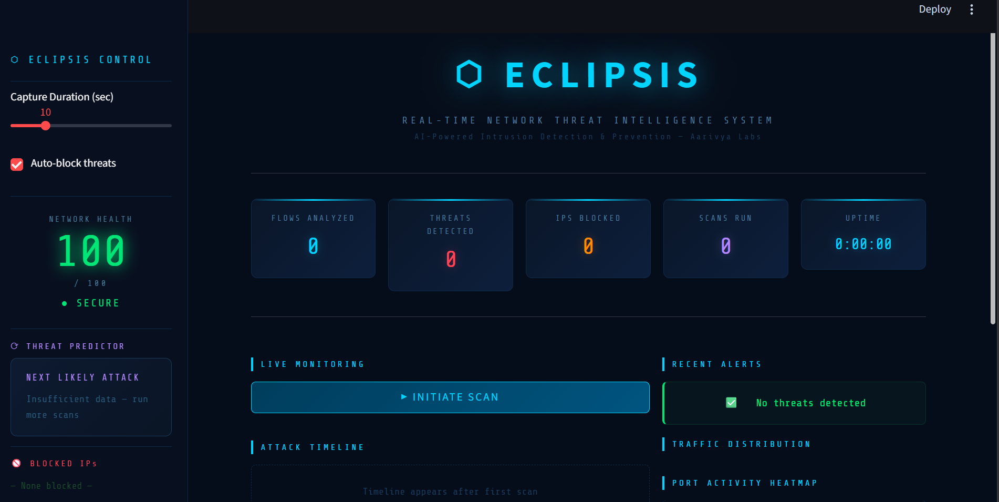 Deploy
⬡ ECLIPSIS CONTROL
Capture Duration (sec)
10
Auto-block threats
NETWORK HEALTH
100
/ 100
● SECURE
⟳ THREAT PREDICTOR
NEXT LIKELY ATTACK
Insufficient data — run
more scans
🚫 BLOCKED IPs
— None blocked —
⬡ ECLIPSIS
REAL-TIME NETWORK THREAT INTELLIGENCE SYSTEM
AI-Powered Intrusion Detection & Prevention — Aarivya Labs
FLOWS ANALYZED
0
THREATS
DETECTED
0
IPS BLOCKED
0
SCANS RUN
0
UPTIME
0:00:00
LIVE MONITORING
▶ INITIATE SCAN
ATTACK TIMELINE
Timeline appears after first scan
RECENT ALERTS
✅ No threats detected
TRAFFIC DISTRIBUTION
PORT ACTIVITY HEATMAP